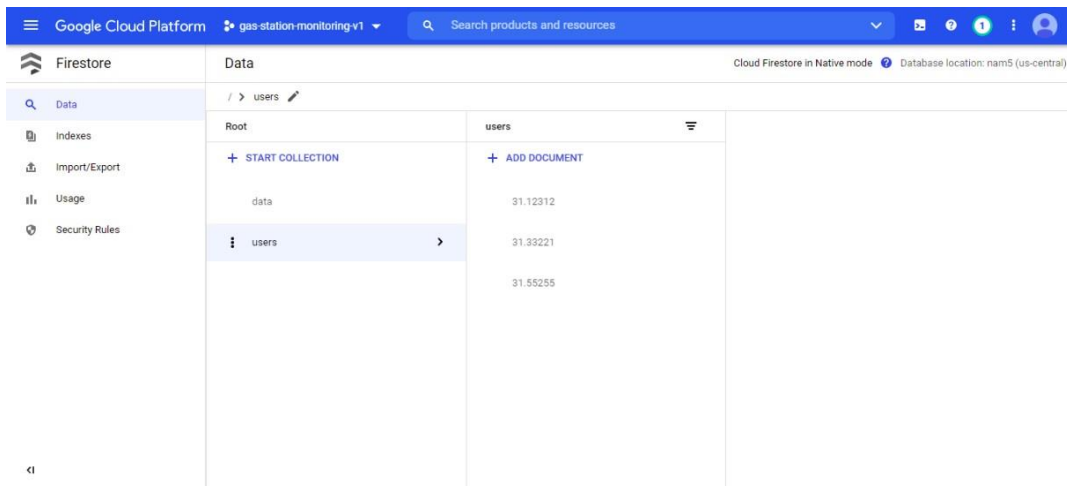 Google Cloud Platform gas-station-monitoring-v1 Search products and resources 1
Firestore
Data
Indexes
Import/Export
Usage
Security Rules
Data
Cloud Firestore in Native mode Database location: nam5 (us-central)
/ > users
Root
+ START COLLECTION
data
users
users
+ ADD DOCUMENT
31.12312
31.33221
31.55255